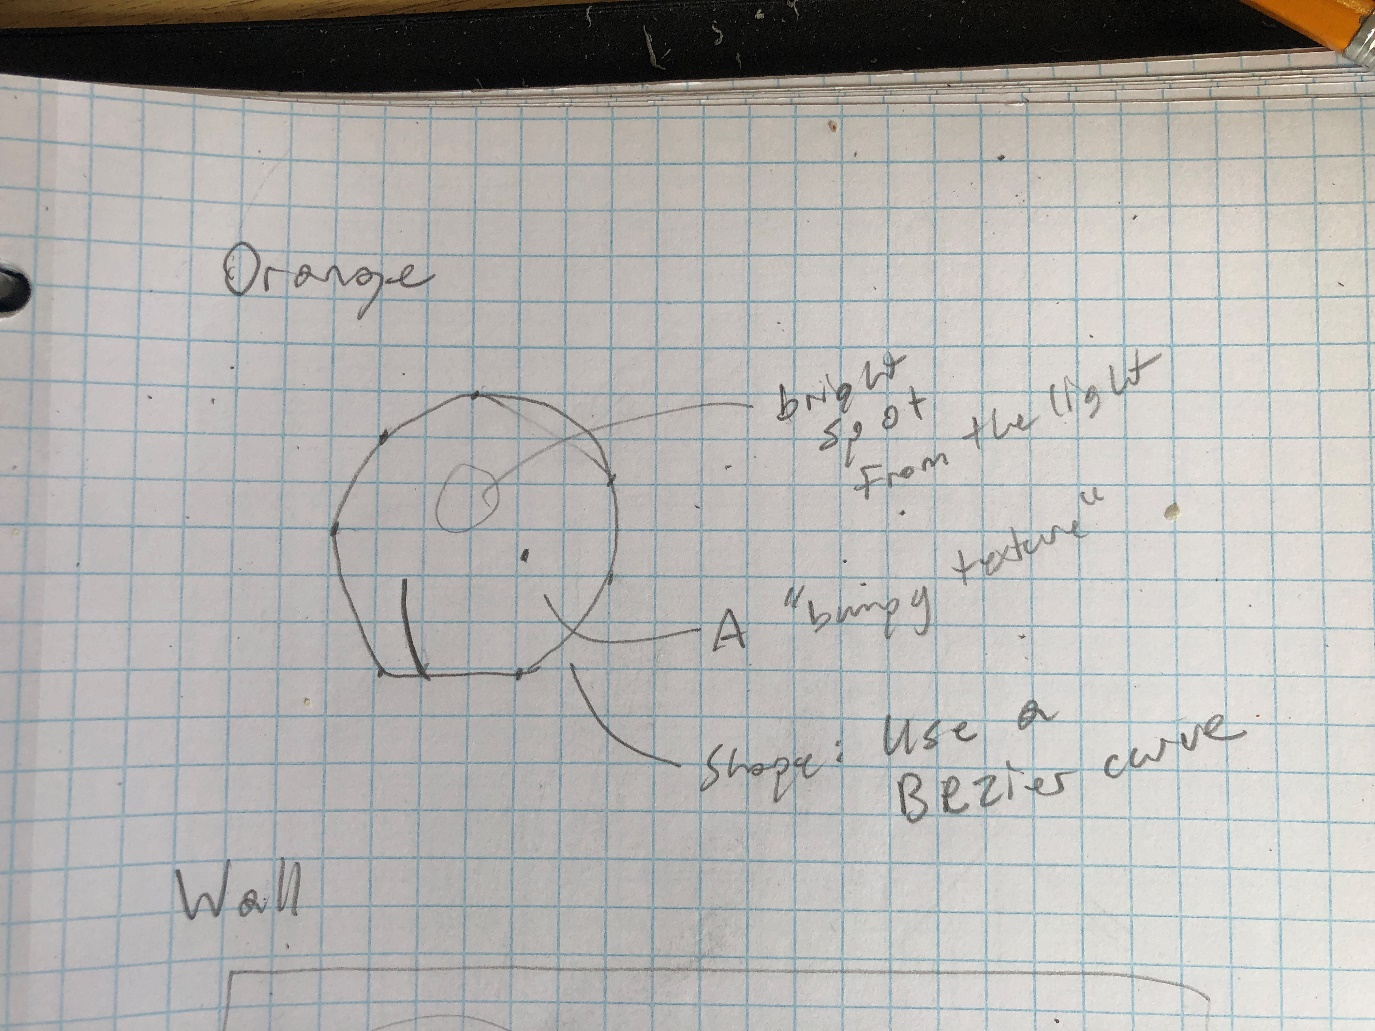 Orange
bright
spot
From the light
A "bumpy texture"
Shape: Use a
Bezier curve
Wall